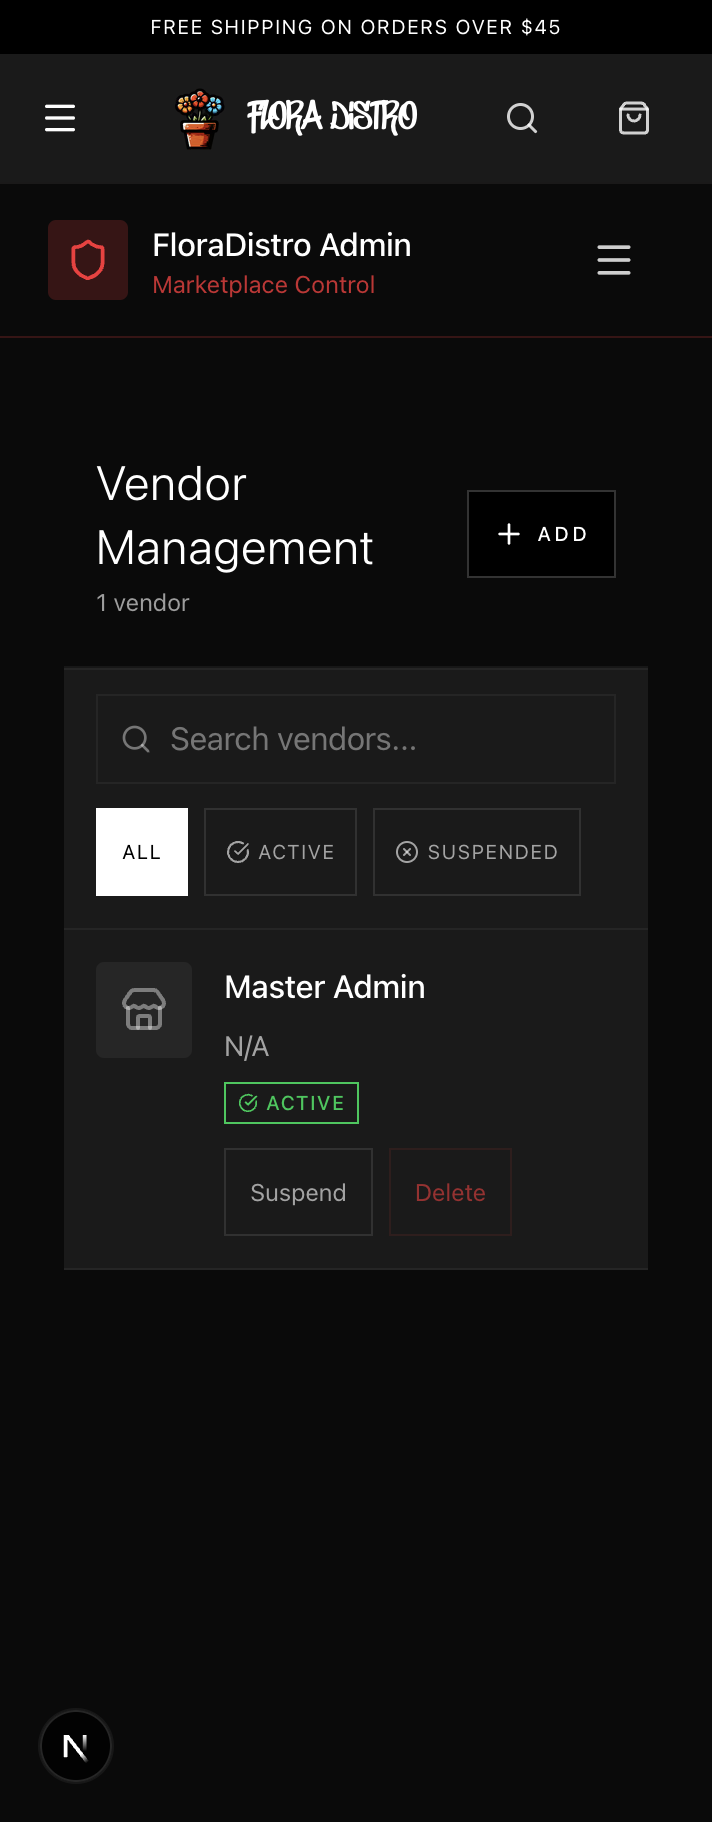 FREE SHIPPING ON ORDERS OVER $45
FLORA DISTRO
FloraDistro Admin
Marketplace Control
Vendor
Management
1 vendor
ADD
Search vendors...
ALL
ACTIVE
SUSPENDED
Master Admin
N/A
ACTIVE
Suspend
Delete
N